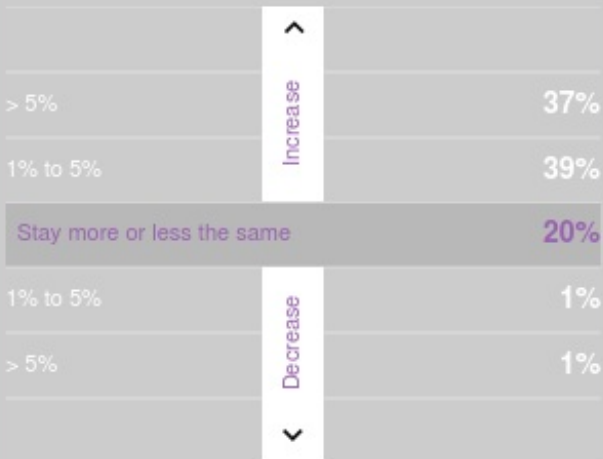 > 5%
37%
Increase
1% to 5%
39%
Stay more or less the same
20%
1% to 5%
1%
Decrease
> 5%
1%